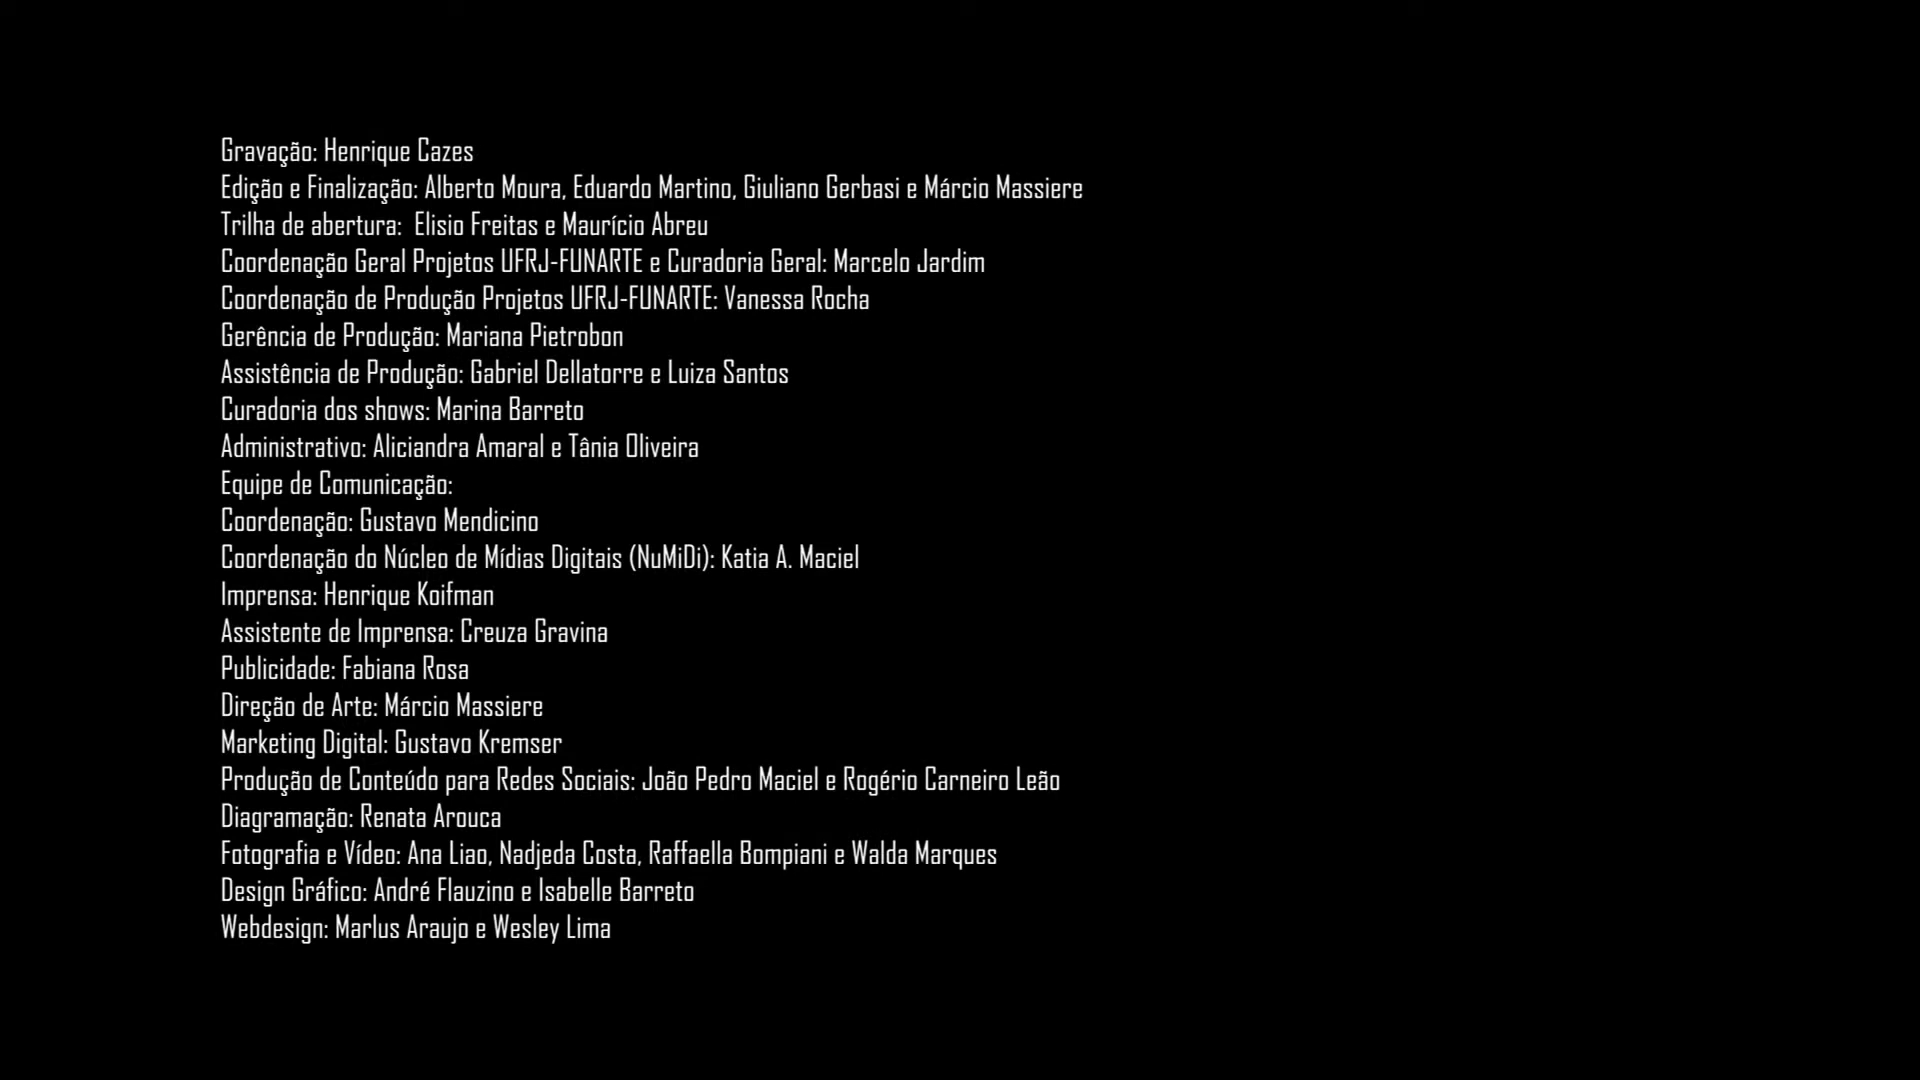 Gravação: Henrique Cazes
Edição e Finalização: Alberto Moura, Eduardo Martino, Giuliano Gerbasi e Márcio Massiere
Trilha de abertura:  Elisio Freitas e Maurício Abreu
Coordenação Geral Projetos UFRJ-FUNARTE e Curadoria Geral: Marcelo Jardim
Coordenação de Produção Projetos UFRJ-FUNARTE: Vanessa Rocha
Gerência de Produção: Mariana Pietrobon
Assistência de Produção: Gabriel Dellatorre e Luiza Santos
Curadoria dos shows: Marina Barreto
Administrativo: Aliciandra Amaral e Tânia Oliveira
Equipe de Comunicação:
Coordenação: Gustavo Mendicino
Coordenação do Núcleo de Mídias Digitais (NuMiDi): Katia A. Maciel
Imprensa: Henrique Koifman
Assistente de Imprensa: Creuza Gravina
Publicidade: Fabiana Rosa
Direção de Arte: Márcio Massiere
Marketing Digital: Gustavo Kremser
Produção de Conteúdo para Redes Sociais: João Pedro Maciel e Rogério Carneiro Leão
Diagramação: Renata Arouca
Fotografia e Vídeo: Ana Liao, Nadjeda Costa, Raffaella Bompiani e Walda Marques
Design Gráfico: André Flauzino e Isabelle Barreto
Webdesign: Marlus Araujo e Wesley Lima